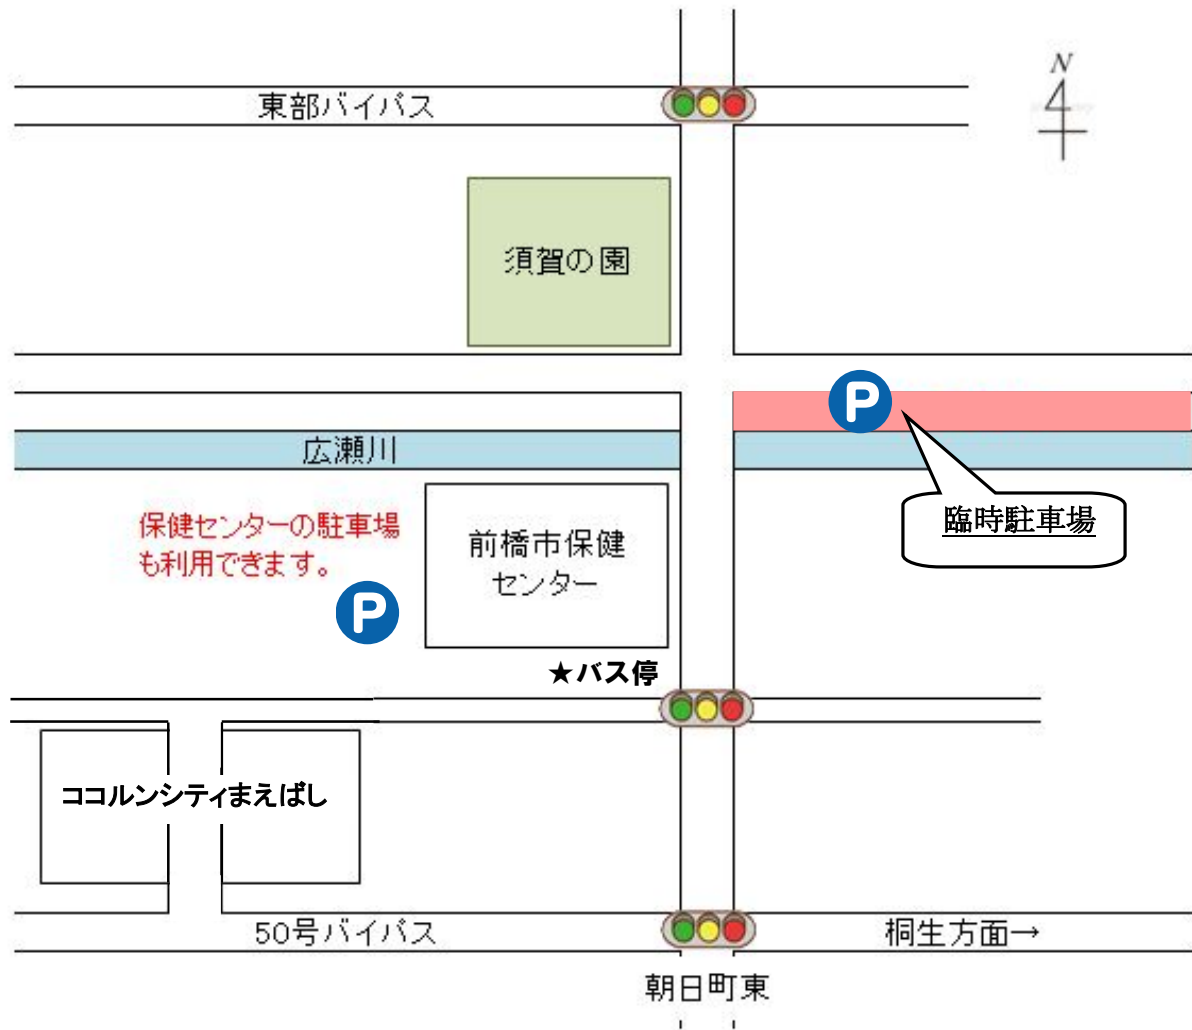 N
東部バイパス
須賀の園
P
広瀬川
臨時駐車場
保健センターの駐車場
も利用できます。
P
前橋市保健
センター
★バス停
ココルンシティまえばし
50号バイパス
桐生方面→
朝日町東